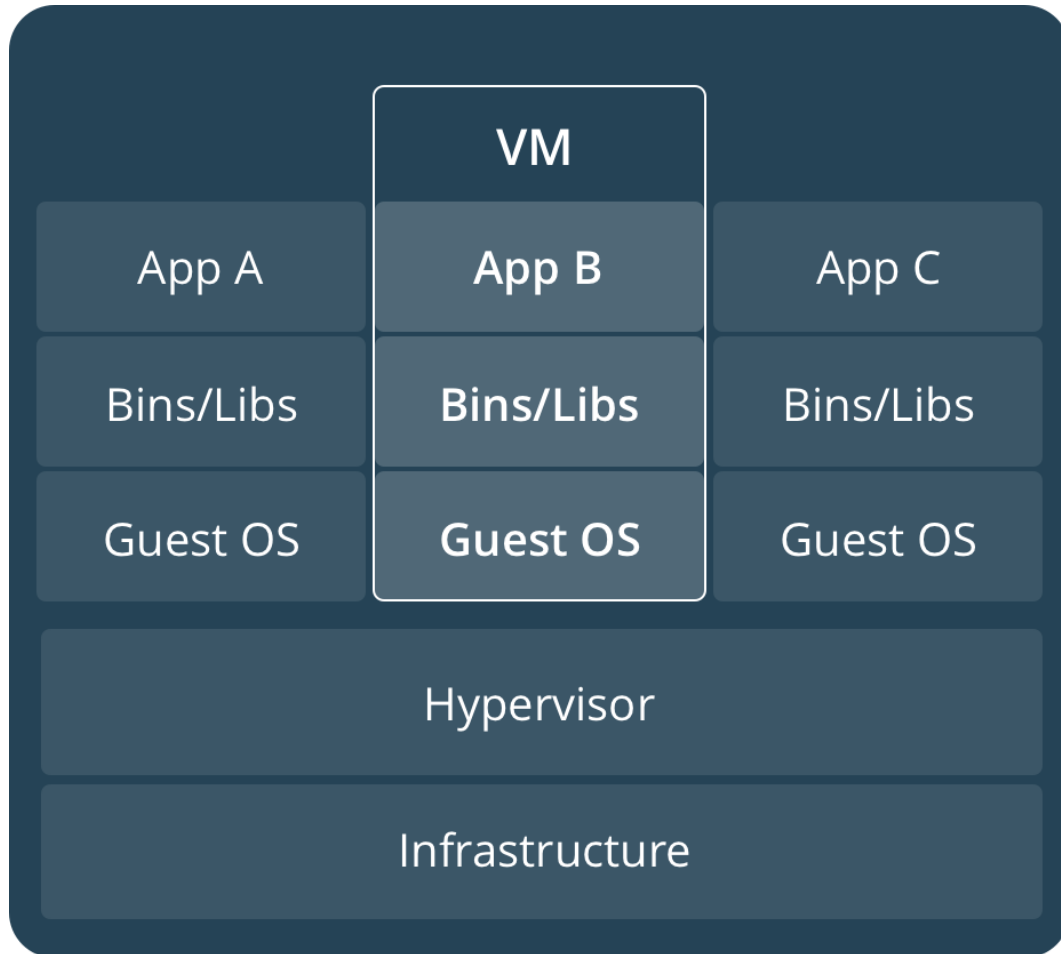 VM
App A
App B
App C
Bins/Libs
Bins/Libs
Bins/Libs
Guest OS
Guest OS
Guest OS
Hypervisor
Infrastructure